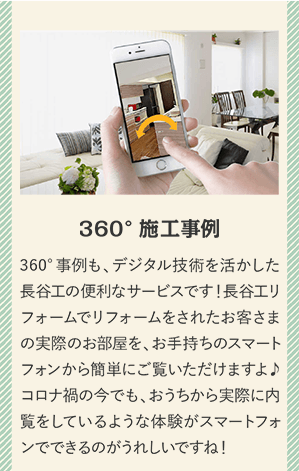 360° 施工事例
360°事例も、デジタル技術を活かした
長谷工の便利なサービスです!長谷工リ
フォームでリフォームをされたお客さま
の実際のお部屋を、お手持ちのスマート
フォンから簡単にご覧いただけますよ♪
コロナ禍の今でも、おうちから実際に内
覧をしているような体験がスマートフォ
ンでできるのがうれしいですね!